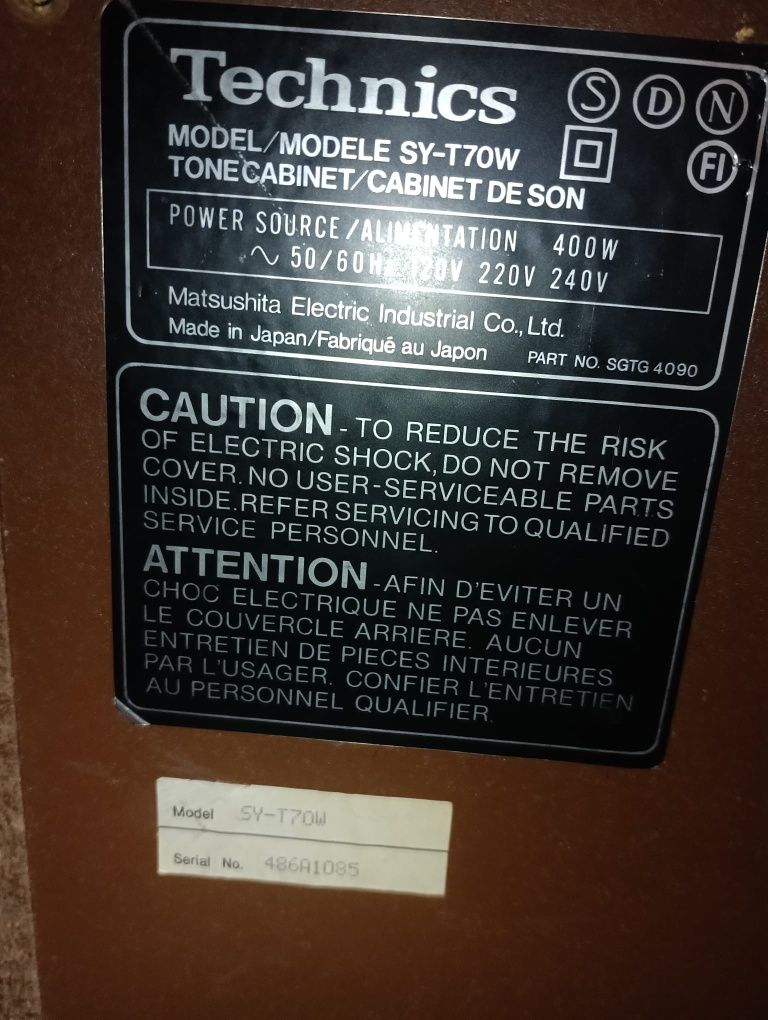 Technics
S D N
MODEL/MODELE SY-T70W
FI
TONE CABINET/CABINET DE SON
POWER SOURCE/ALIMENTATION 400W
∼ 50/60Hz 120V 220V 240V
Matsushita Electric Industrial Co., Ltd.
Made in Japan/Fabriqué au Japon PART NO. SGTG 4090
CAUTION - TO REDUCE THE RISK
OF ELECTRIC SHOCK, DO NOT REMOVE
COVER. NO USER-SERVICEABLE PARTS
INSIDE. REFER SERVICING TO QUALIFIED
SERVICE PERSONNEL.
ATTENTION - AFIN D'EVITER UN
CHOC ELECTRIQUE NE PAS ENLEVER
LE COUVERCLE ARRIERE. AUCUN
ENTRETIEN DE PIECES INTERIEURES
PAR L'USAGER. CONFIER L'ENTRETIEN
AU PERSONNEL QUALIFIER.
Model SY-T70W
Serial No. 486A1085